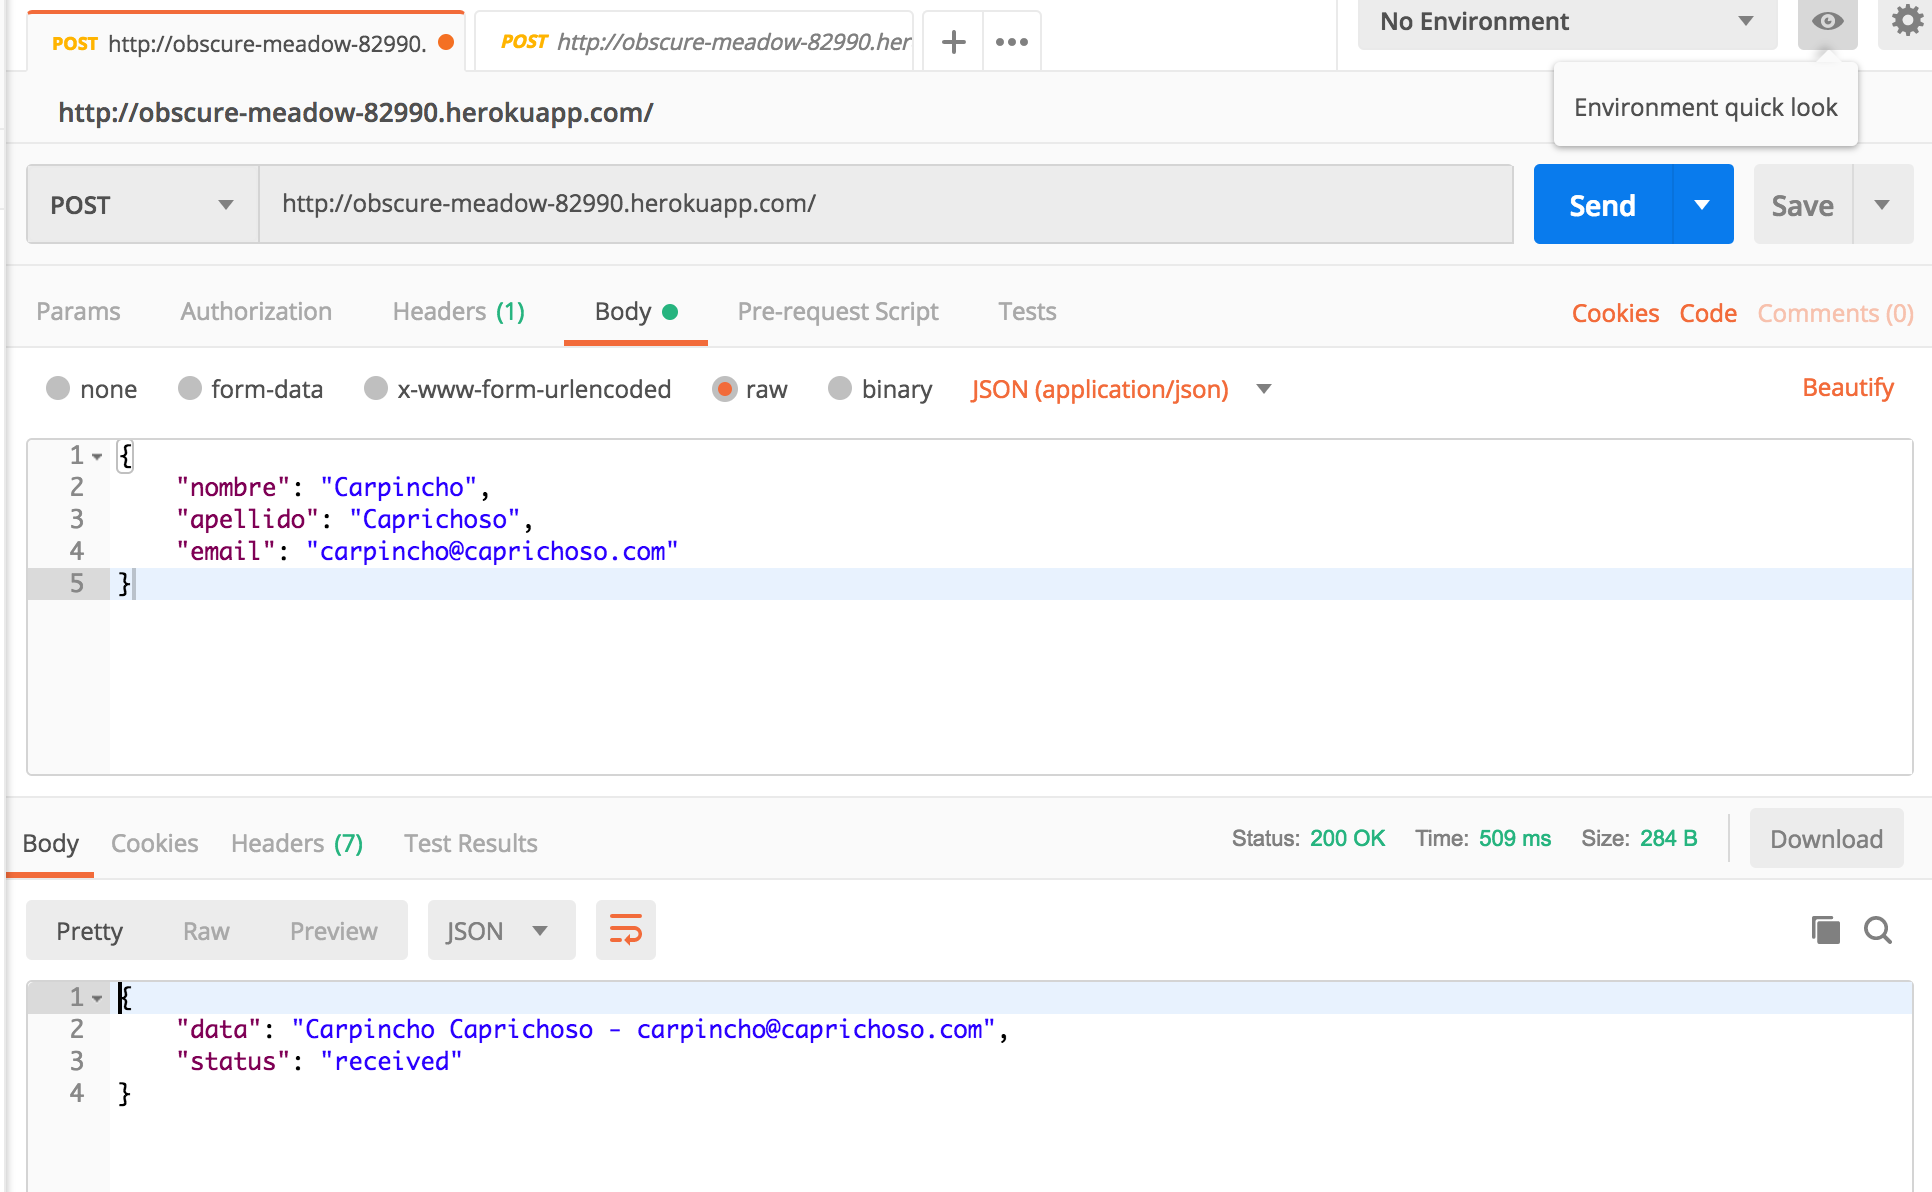 POST http://obscure-meadow-82990.
POST http://obscure-meadow-82990.her
No Environment
Environment quick look
http://obscure-meadow-82990.herokuapp.com/
POST http://obscure-meadow-82990.herokuapp.com/ Send Save
Params Authorization Headers (1) Body Pre-request Script Tests Cookies Code Comments (0)
none form-data x-www-form-urlencoded raw binary JSON (application/json) Beautify
1 {
2 "nombre": "Carpincho",
3 "apellido": "Caprichoso",
4 "email": "carpincho@caprichoso.com"
5 }
Body Cookies Headers (7) Test Results Status: 200 OK Time: 509 ms Size: 284 B Download
Pretty Raw Preview JSON
1 {
2 "data": "Carpincho Caprichoso - carpincho@caprichoso.com",
3 "status": "received"
4 }